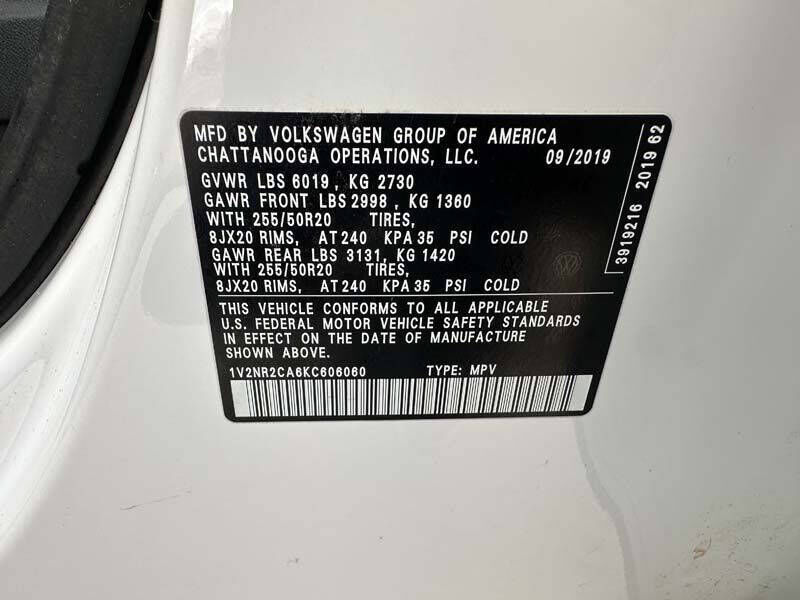 MFD BY VOLKSWAGEN GROUP OF AMERICA
CHATTANOOGA OPERATIONS, LLC. 09/2019
GVWR LBS 6019, KG 2730
GAWR FRONT LBS 2998, KG 1360
WITH 255/50R20 TIRES,
8JX20 RIMS, AT 240 KPA 35 PSI COLD
GAWR REAR LBS 3131, KG 1420
WITH 255/50R20 TIRES,
8JX20 RIMS, AT 240 KPA 35 PSI COLD
THIS VEHICLE CONFORMS TO ALL APPLICABLE
U.S. FEDERAL MOTOR VEHICLE SAFETY STANDARDS
IN EFFECT ON THE DATE OF MANUFACTURE
SHOWN ABOVE.
1V2NR2CA6KC606060 TYPE: MPV
3919216 2019 62